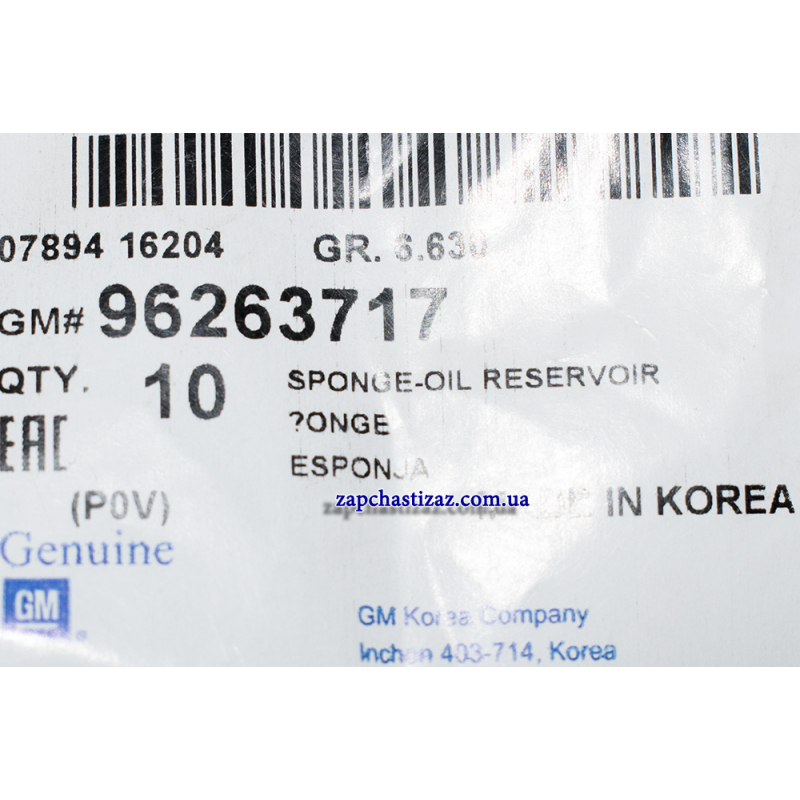 07894 16204 GR. 6.630
GM# 96263717
QTY. 10 SPONGE-OIL RESERVOIR
?ONGE
EAC
ESPONJA
zapchastizaz.com.ua
IN KOREA
(P0V)
Genuine
GM
®
GM Korea Company
Inchon 403-714, Korea